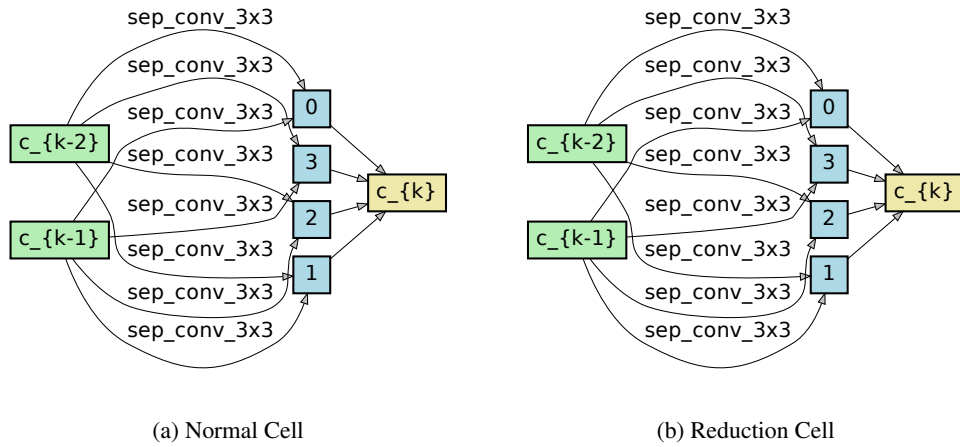 sep_conv_3x3
sep_conv_3x3
sep_conv_3x3
sep_conv_3x3
sep_conv_3x3
sep_conv_3x3
sep_conv_3x3
sep_conv_3x3
c_{k-2}
c_{k-1}
0
3
2
1
c_{k}
(a) Normal Cell
sep_conv_3x3
sep_conv_3x3
sep_conv_3x3
sep_conv_3x3
sep_conv_3x3
sep_conv_3x3
sep_conv_3x3
sep_conv_3x3
c_{k-2}
c_{k-1}
0
3
2
1
c_{k}
(b) Reduction Cell